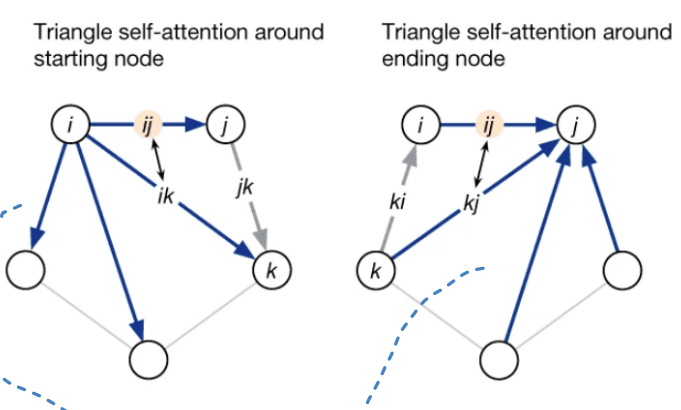 Triangle self-attention around
starting node
Triangle self-attention around
ending node
i
ij
j
ik
jk
k
i
ij
j
ki
kj
k